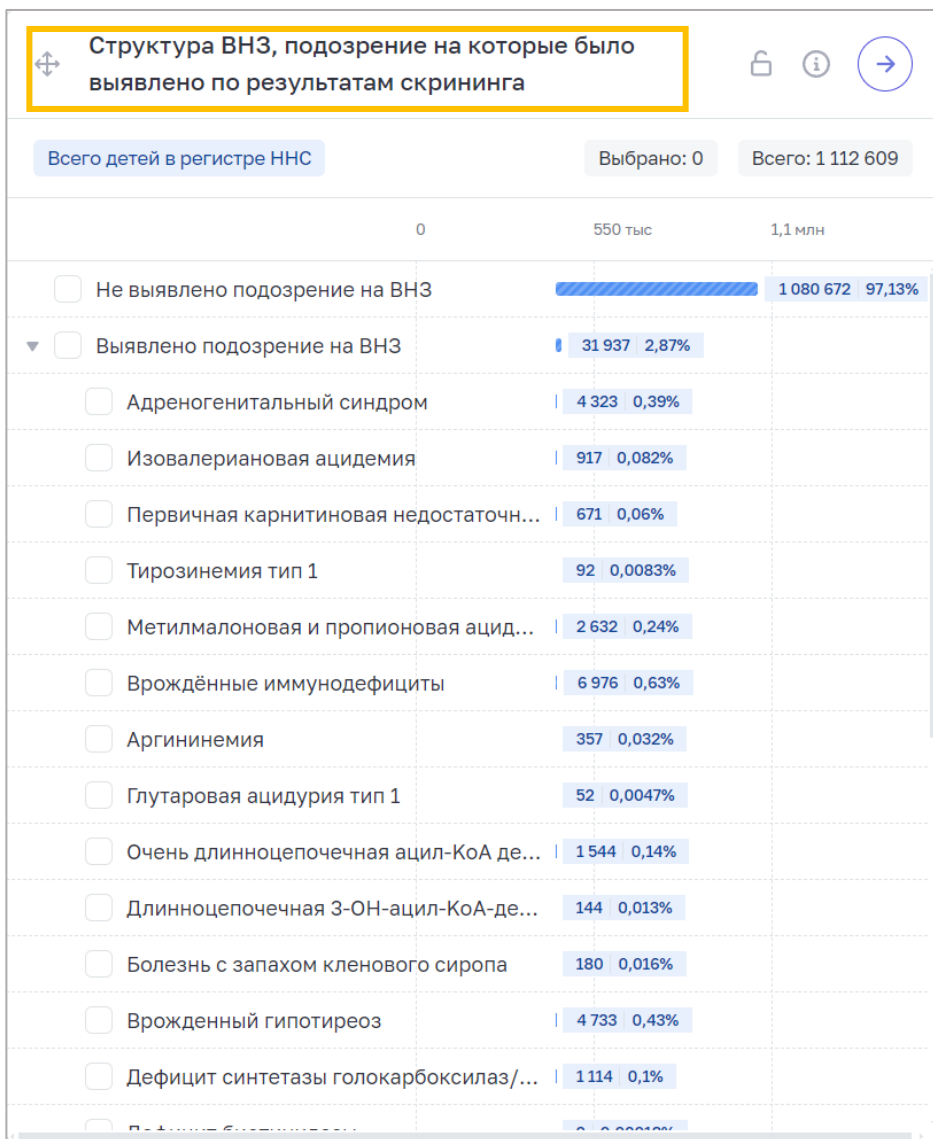 Структура ВНЗ, подозрение на которые было
выявлено по результатам скрининга
Всего детей в регистре ННС Выбрано: 0 Всего: 1 112 609
0 550 тыс 1,1 млн
Не выявлено подозрение на ВНЗ 1 080 672 97,13%
Выявлено подозрение на ВНЗ 31 937 2,87%
Адреногенитальный синдром 4 323 0,39%
Изовалериановая ацидемия 917 0,082%
Первичная карнитиновая недостаточн... 671 0,06%
Тирозинемия тип 1 92 0,0083%
Метилмалоновая и пропионовая ацид... 2 632 0,24%
Врождённые иммунодефициты 6 976 0,63%
Аргининемия 357 0,032%
Глутаровая ацидурия тип 1 52 0,0047%
Очень длинноцепочечная ацил-КоА де... 1 544 0,14%
Длинноцепочечная 3-ОН-ацил-КоА-де... 144 0,013%
Болезнь с запахом кленового сиропа 180 0,016%
Врожденный гипотиреоз 4 733 0,43%
Дефицит синтетазы голокарбоксилаз/... 1 114 0,1%